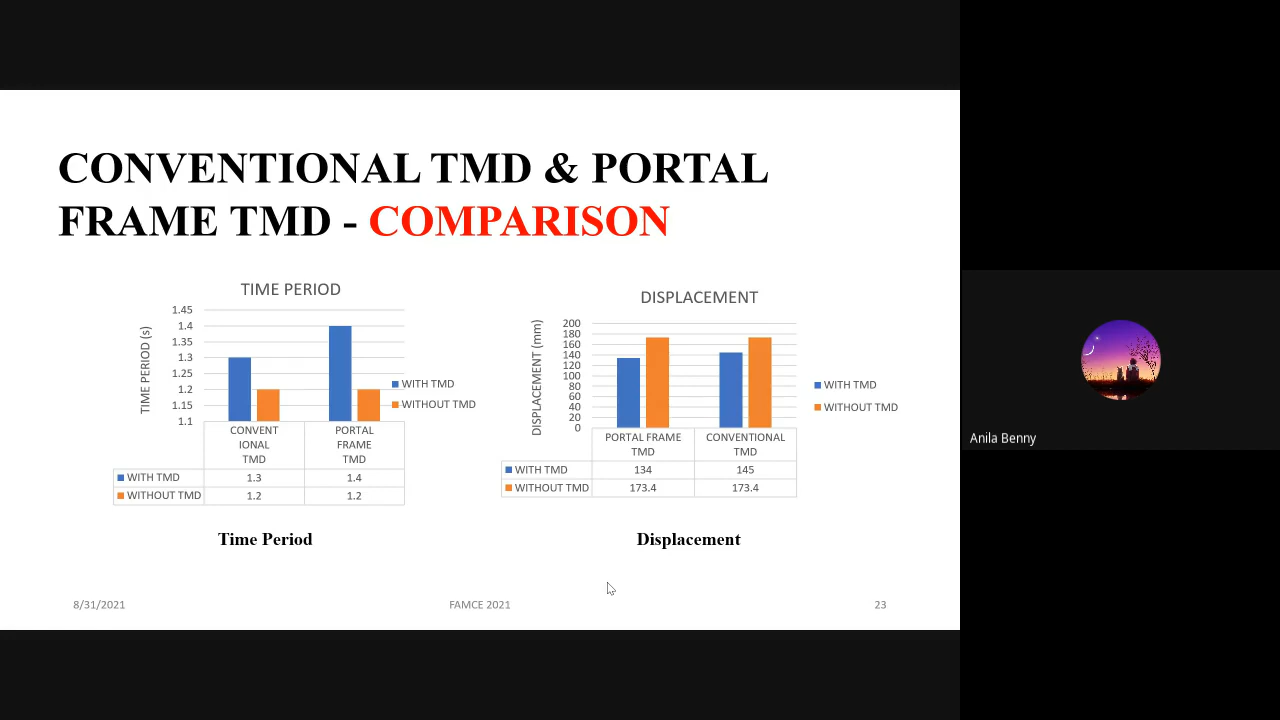 CONVENTIONAL TMD & PORTAL
FRAME TMD - COMPARISON
TIME PERIOD
TIME PERIOD (s)
1.45
1.4
1.35
1.3
1.25
1.2
1.15
1.1
WITH TMD
WITHOUT TMD
CONVENT
IONAL
TMD
PORTAL
FRAME
TMD
WITH TMD 1.3 1.4
WITHOUT TMD 1.2 1.2
Time Period
DISPLACEMENT
DISPLACEMENT (mm)
200
180
160
140
120
100
80
60
40
20
0
WITH TMD
WITHOUT TMD
PORTAL FRAME
TMD
CONVENTIONAL
TMD
WITH TMD 134 145
WITHOUT TMD 173.4 173.4
Displacement
8/31/2021 FAMCE 2021 23
Anila Benny